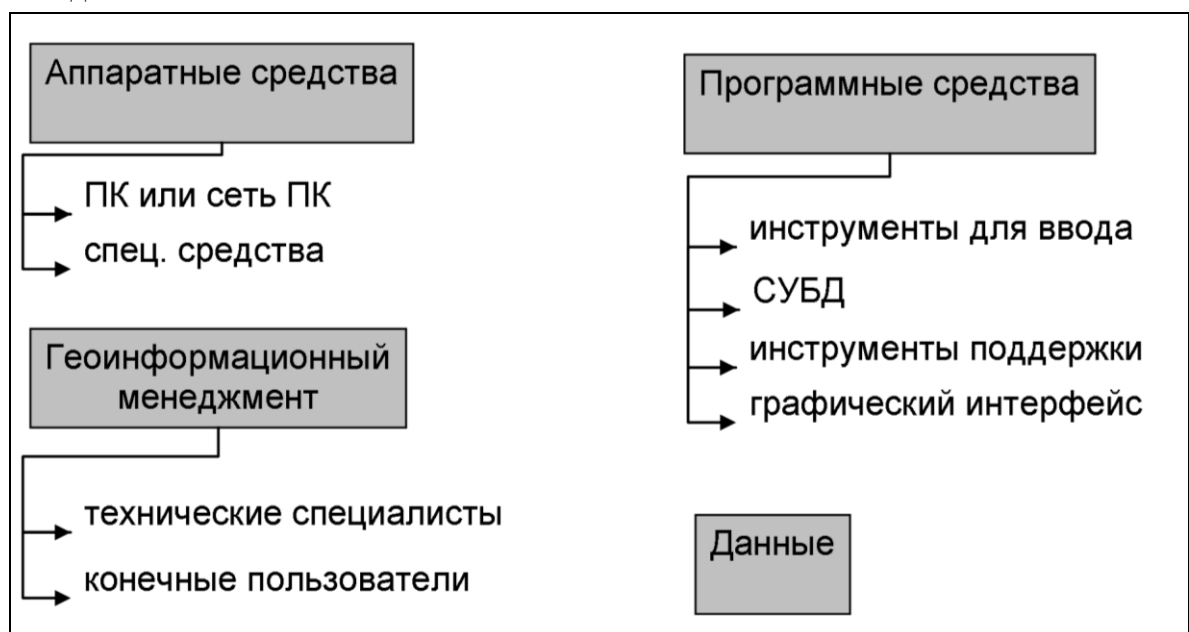 Аппаратные средства
ПК или сеть ПК
спец. средства
Геоинформационный
менеджмент
технические специалисты
конечные пользователи
Программные средства
инструменты для ввода
СУБД
инструменты поддержки
графический интерфейс
Данные